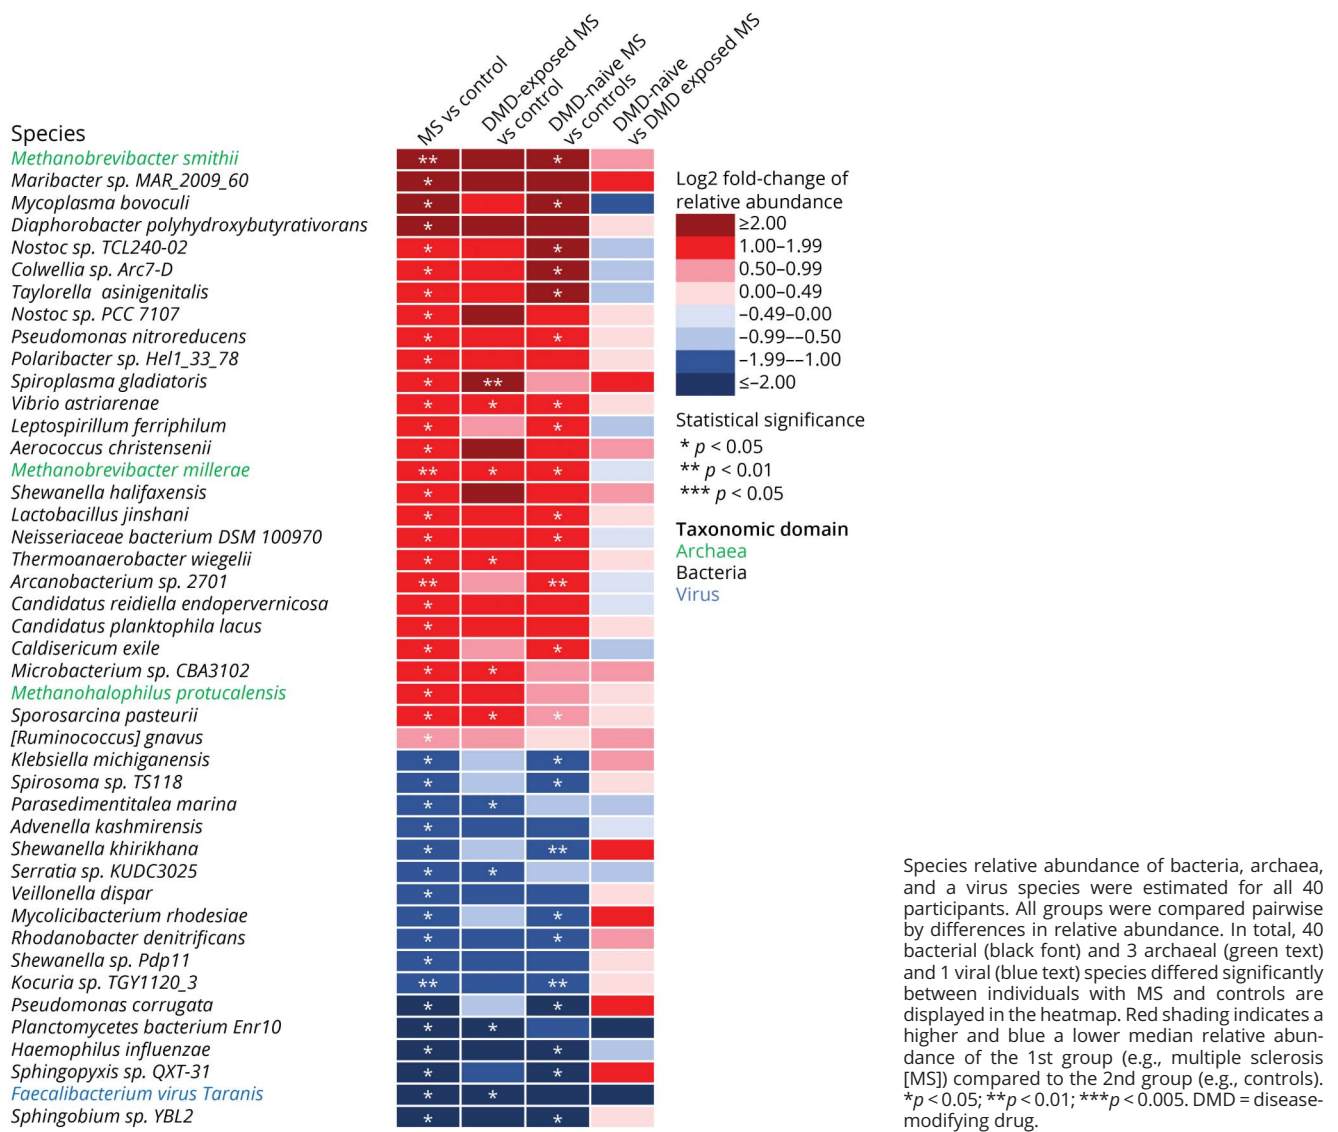 MS vs control
DMD-exposed MS
vs control
DMD-naive MS
vs controls
DMD-naive
vs DMD exposed MS
Species
Methanobrevibacter smithii
** *
Maribacter sp. MAR_2009_60
*
Mycoplasma bovoculi
* *
Diaphorobacter polyhydroxybutyrativorans
*
Nostoc sp. TCL240-02
* *
Colwellia sp. Arc7-D
* *
Taylorella asinigenitalis
* *
Nostoc sp. PCC 7107
*
Pseudomonas nitroreducens
* *
Polaribacter sp. Hel1_33_78
*
Spiroplasma gladiatoris
* **
Vibrio astriarenae
* * *
Leptospirillum ferriphilum
* *
Aerococcus christensenii
*
Methanobrevibacter millerae
** * *
Shewanella halifaxensis
*
Lactobacillus jinshani
* *
Neisseriaceae bacterium DSM 100970
* *
Thermoanaerobacter wiegelii
* *
Arcanobacterium sp. 2701
** **
Candidatus reidiella endopervernicosa
*
Candidatus planktophila lacus
*
Caldisericum exile
* *
Microbacterium sp. CBA3102
* *
Methanohalophilus protucalensis
*
Sporosarcina pasteurii
* * *
[Ruminococcus] gnavus
*
Klebsiella michiganensis
* *
Spirosoma sp. TS118
* *
Parasedimentitalea marina
* *
Advenella kashmirensis
*
Shewanella khirikhana
* **
Serratia sp. KUDC3025
* *
Veillonella dispar
*
Mycolicibacterium rhodesiae
* *
Rhodanobacter denitrificans
* *
Shewanella sp. Pdp11
*
Kocuria sp. TGY1120_3
** **
Pseudomonas corrugata
* *
Planctomycetes bacterium Enr10
* *
Haemophilus influenzae
* *
Sphingopyxis sp. QXT-31
* *
Faecalibacterium virus Taranis
* *
Sphingobium sp. YBL2
* *
Log2 fold-change of
relative abundance
≥2.00
1.00–1.99
0.50–0.99
0.00–0.49
–0.49–0.00
–0.99––0.50
–1.99––1.00
≤–2.00
Statistical significance
* p < 0.05
** p < 0.01
*** p < 0.05
Taxonomic domain
Archaea
Bacteria
Virus
Species relative abundance of bacteria, archaea,
and a virus species were estimated for all 40
participants. All groups were compared pairwise
by differences in relative abundance. In total, 40
bacterial (black font) and 3 archaeal (green text)
and 1 viral (blue text) species differed significantly
between individuals with MS and controls are
displayed in the heatmap. Red shading indicates a
higher and blue a lower median relative abun-
dance of the 1st group (e.g., multiple sclerosis
[MS]) compared to the 2nd group (e.g., controls).
*p < 0.05; **p < 0.01; ***p < 0.005. DMD = disease-
modifying drug.